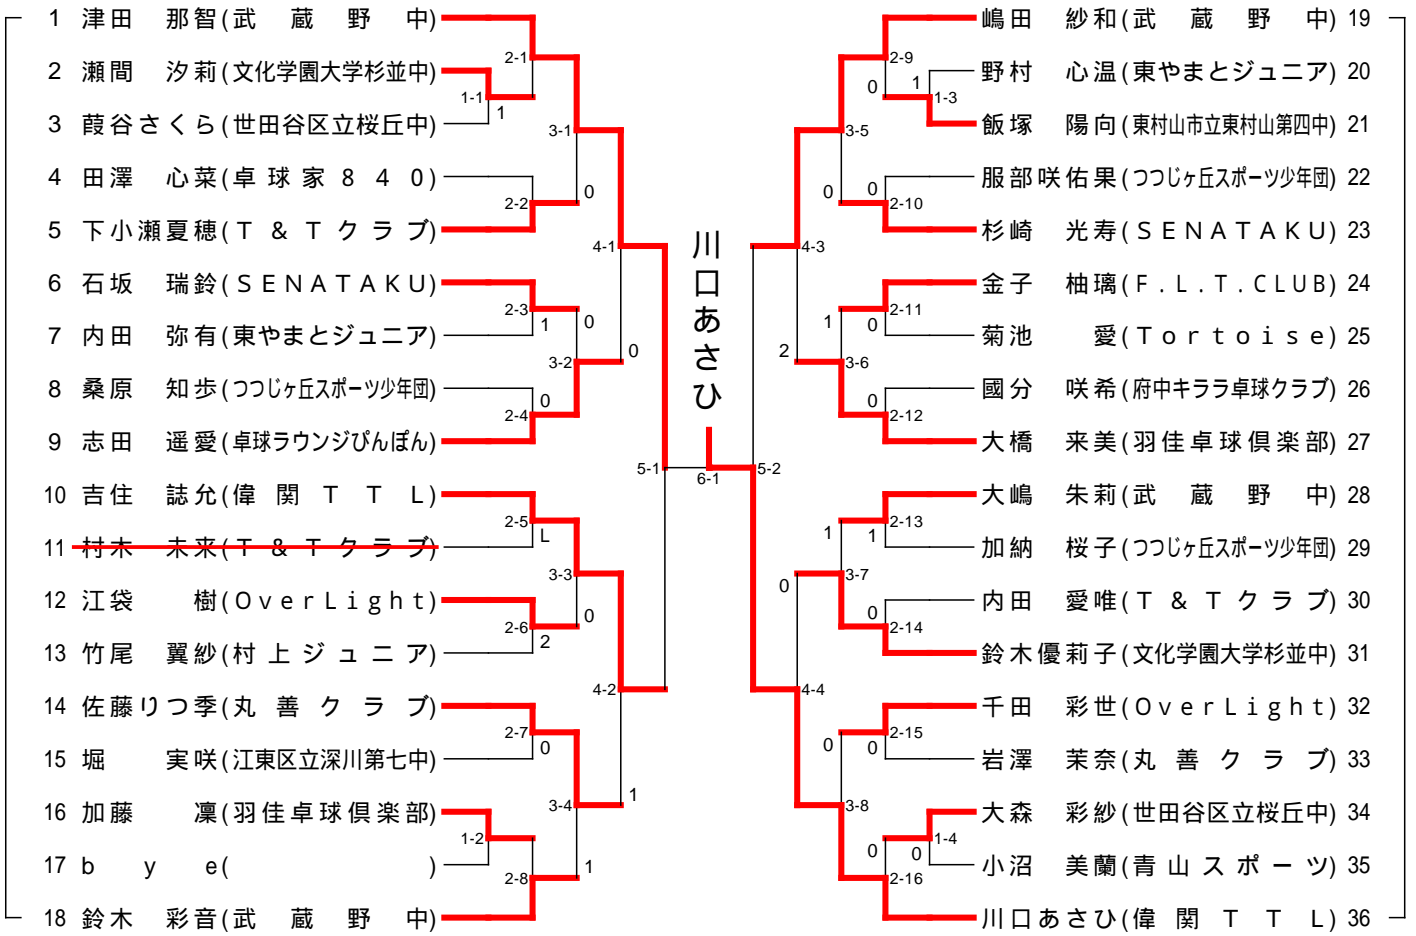 1 津田 那智(武蔵野中)
2 瀬間 汐莉(文化学園大学杉並中)
3 葭谷さくら(世田谷区立桜丘中)
4 田澤 心菜(卓球家840)
5 下小瀬夏穂(T&Tクラブ)
6 石坂 瑞鈴(SENATAKU)
7 内田 弥有(東やまとジュニア)
8 桑原 知歩(つつじヶ丘スポーツ少年団)
9 志田 遥愛(卓球ラウンジぴんぽん)
10 吉住 誌允(偉関TTL)
11 村木 未来(T&Tクラブ)
12 江袋 樹(OverLight)
13 竹尾 翼紗(村上ジュニア)
14 佐藤りつ季(丸善クラブ)
15 堀 実咲(江東区立深川第七中)
16 加藤 凛(羽佳卓球倶楽部)
17 bye( )
18 鈴木 彩音(武蔵野中)
1-1
1
1-2
2-1
2-2
2-3
1
0
2-4
2-5
L
2-6
2
2-7
0
2-8
3-1
0
0
3-2
3-3
0
3-4
1
4-1
0
4-2
1
5-1
川口あさひ
6-1
5-2
4-3
2
0
4-4
3-5
0
1
3-6
1
3-7
0
3-8
2-9
0
0
2-10
2-11
0
0
2-12
2-13
1
0
2-14
2-15
0
0
2-16
1
1-3
1-4
0
嶋田 紗和(武蔵野中) 19
野村 心温(東やまとジュニア) 20
飯塚 陽向(東村山市立東村山第四中) 21
服部咲佑果(つつじヶ丘スポーツ少年団) 22
杉崎 光寿(SENATAKU) 23
金子 柚璃(F.L.T.CLUB) 24
菊池 愛(Tortoise) 25
國分 咲希(府中キララ卓球クラブ) 26
大橋 来美(羽佳卓球倶楽部) 27
大嶋 朱莉(武蔵野中) 28
加納 桜子(つつじヶ丘スポーツ少年団) 29
内田 愛唯(T&Tクラブ) 30
鈴木優莉子(文化学園大学杉並中) 31
千田 彩世(OverLight) 32
岩澤 茉奈(丸善クラブ) 33
大森 彩紗(世田谷区立桜丘中) 34
小沼 美蘭(青山スポーツ) 35
川口あさひ(偉関TTL) 36